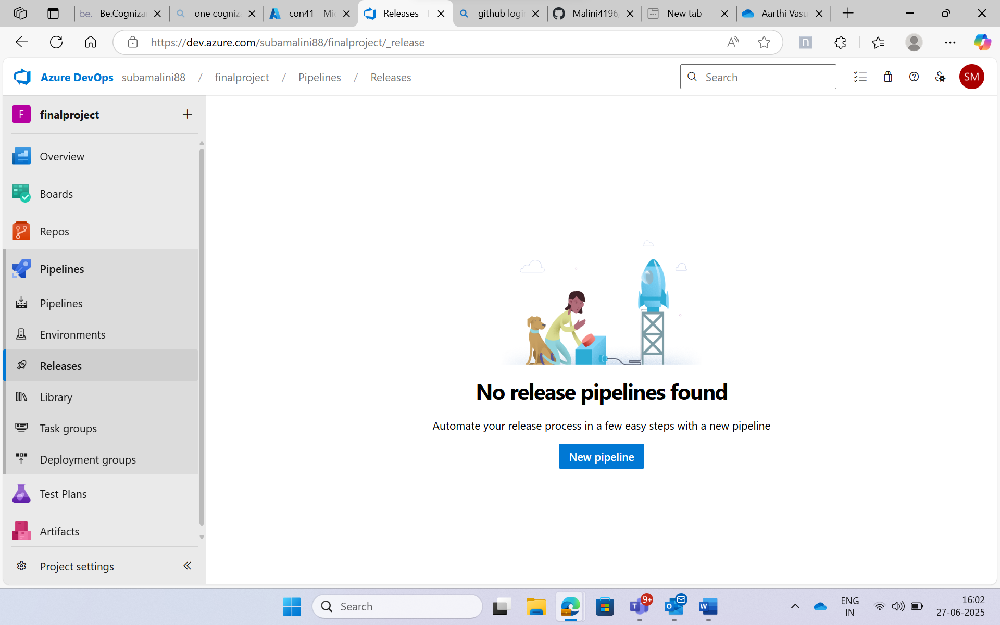 be. Be.Cogniza
one cogniza
con41 - Mic
Releases - P
github login
Malini4196/
New tab
Aarthi Vasu
https://dev.azure.com/subamalini88/finalproject/_release
Azure DevOps subamalini88 / finalproject / Pipelines / Releases
Search
SM
F finalproject
Overview
Boards
Repos
Pipelines
Pipelines
Environments
Releases
Library
Task groups
Deployment groups
Test Plans
Artifacts
Project settings
No release pipelines found
Automate your release process in a few easy steps with a new pipeline
New pipeline
Search
9+
ENG
IN
16:02
27-06-2025